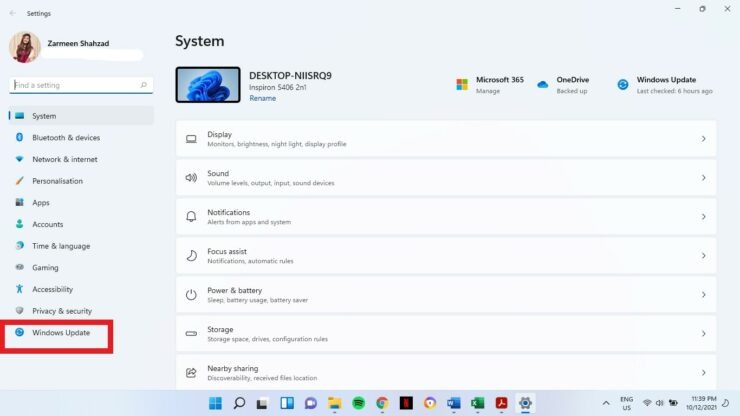 Settings
Zarmeen Shahzad
Find a setting
System
Bluetooth & devices
Network & internet
Personalisation
Apps
Accounts
Time & language
Gaming
Accessibility
Privacy & security
Windows Update
System
DESKTOP-NIISRQ9
Inspiron 5406 2n1
Rename
Microsoft 365
Manage
OneDrive
Backed up
Windows Update
Last checked: 6 hours ago
Display
Monitors, brightness, night light, display profile
Sound
Volume levels, output, input, sound devices
Notifications
Alerts from apps and system
Focus assist
Notifications, automatic rules
Power & battery
Sleep, battery usage, battery saver
Storage
Storage space, drives, configuration rules
Nearby sharing
Discoverability, received files location
ENG
US
11:39 PM
10/12/2021